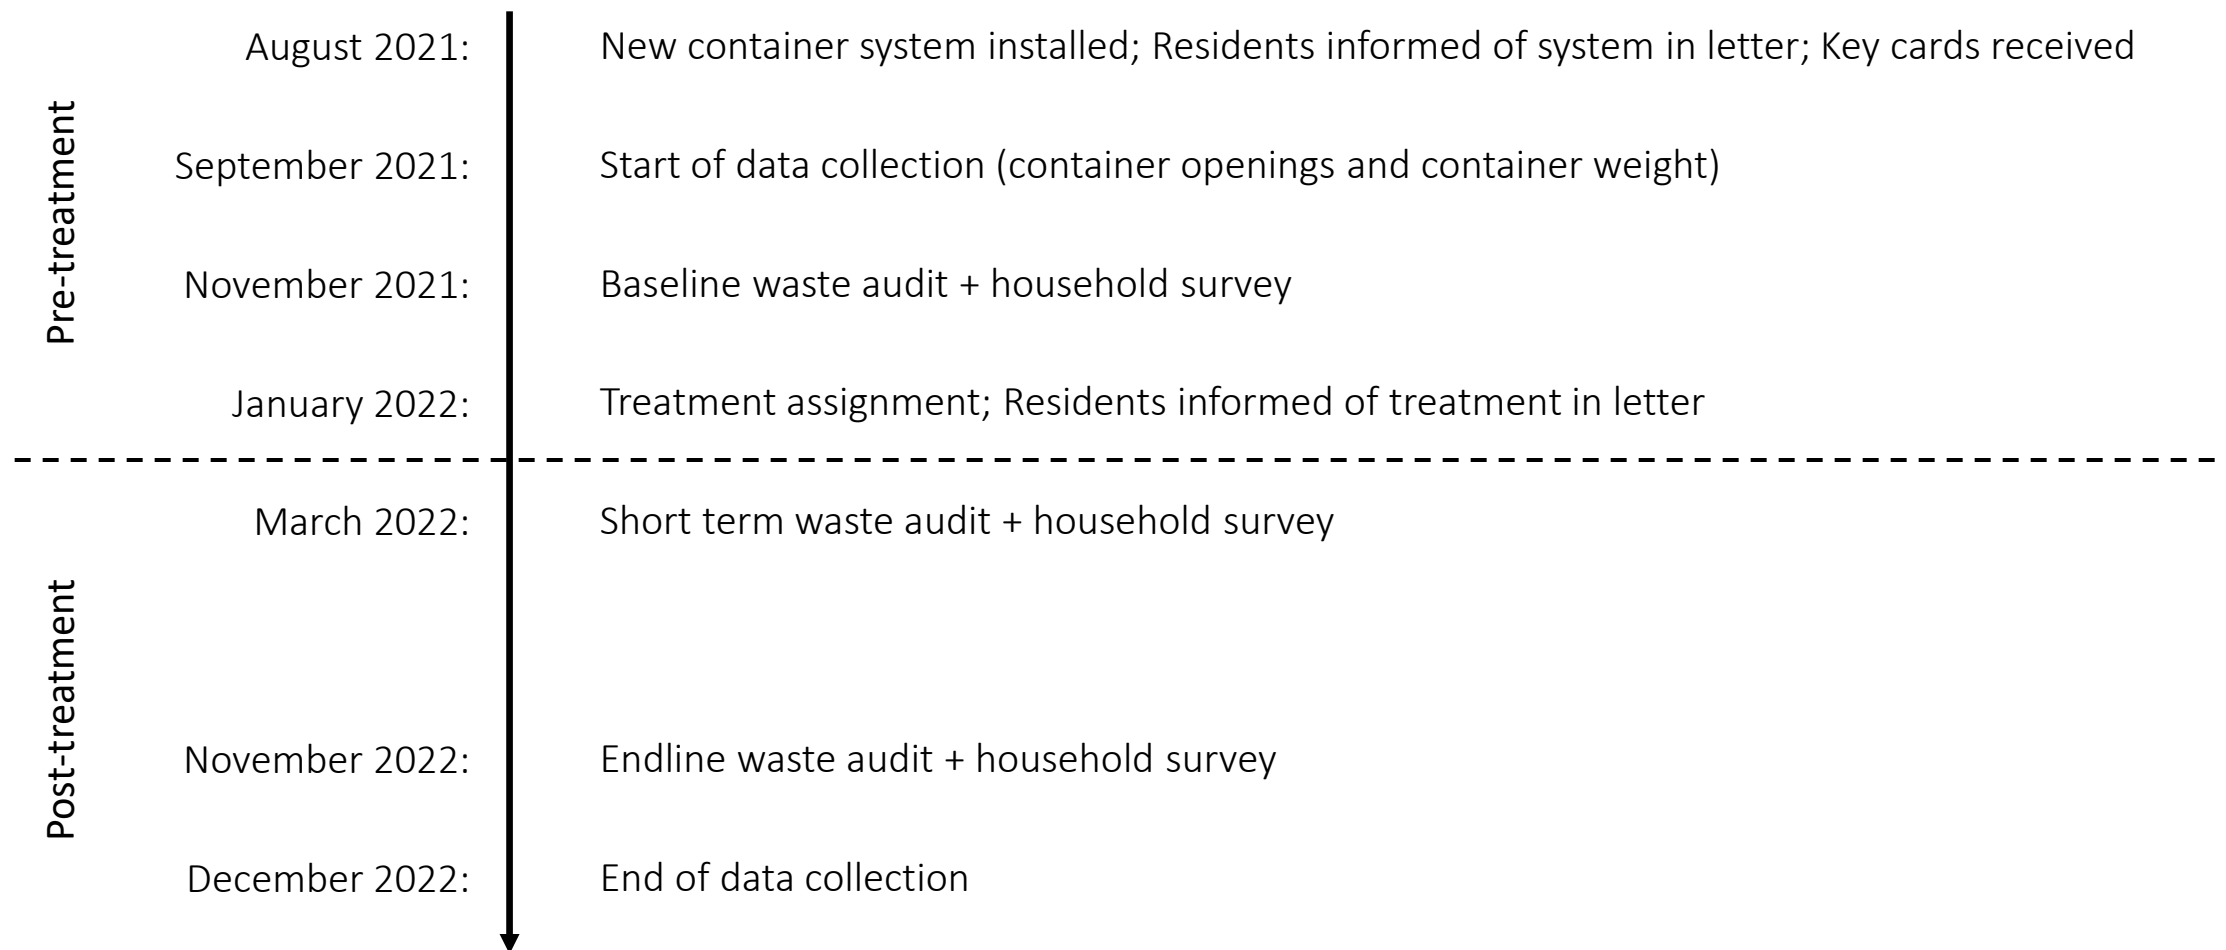 Pre-treatment
August 2021: New container system installed; Residents informed of system in letter; Key cards received
September 2021: Start of data collection (container openings and container weight)
November 2021: Baseline waste audit + household survey
January 2022: Treatment assignment; Residents informed of treatment in letter
Post-treatment
March 2022: Short term waste audit + household survey
November 2022: Endline waste audit + household survey
December 2022: End of data collection